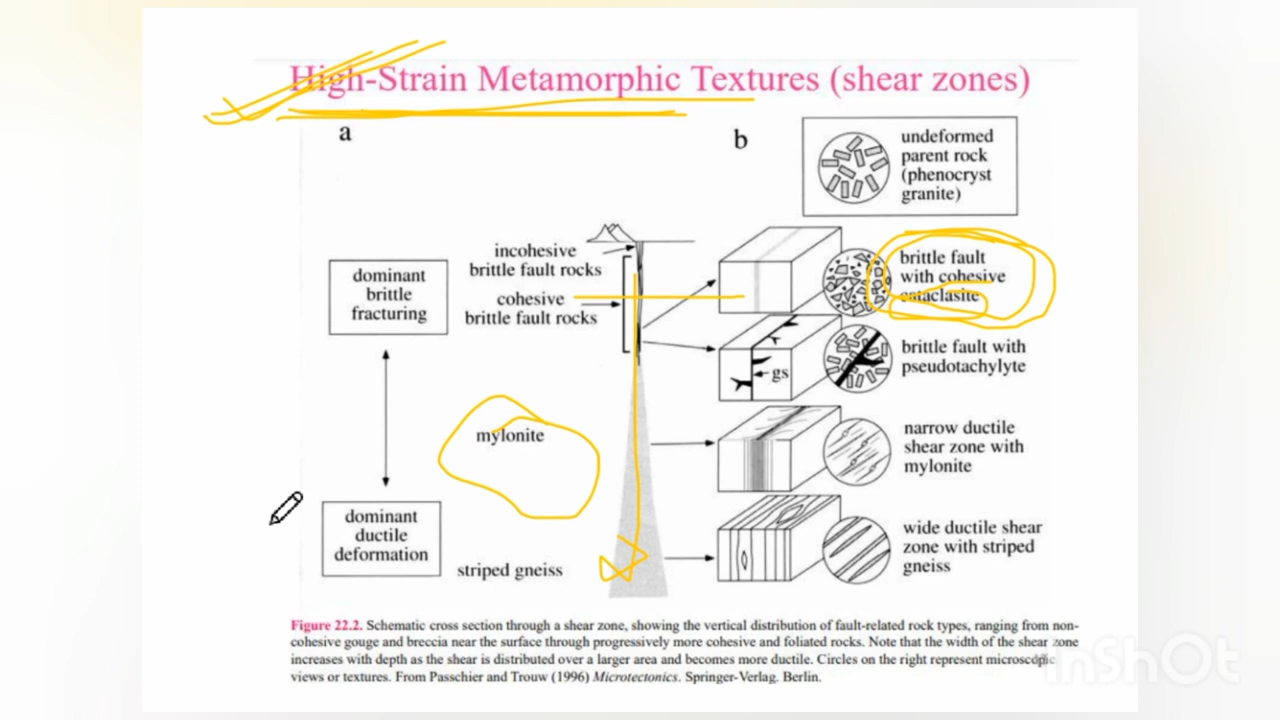 High-Strain Metamorphic Textures (shear zones)
a
b
undeformed
parent rock
(phenocryst
granite)
incohesive
brittle fault rocks
cohesive
brittle fault rocks
dominant
brittle
fracturing
brittle fault
with cohesive
cataclasite
brittle fault with
pseudotachylyte
gs
mylonite
narrow ductile
shear zone with
mylonite
dominant
ductile
deformation
striped gneiss
wide ductile shear
zone with striped
gneiss
Figure 22.2. Schematic cross section through a shear zone, showing the vertical distribution of fault-related rock types, ranging from non-
cohesive gouge and breccia near the surface through progressively more cohesive and foliated rocks. Note that the width of the shear zone
increases with depth as the shear is distributed over a larger area and becomes more ductile. Circles on the right represent microscopic
views or textures. From Passchier and Trouw (1996) Microtectonics. Springer-Verlag. Berlin.
InShOt